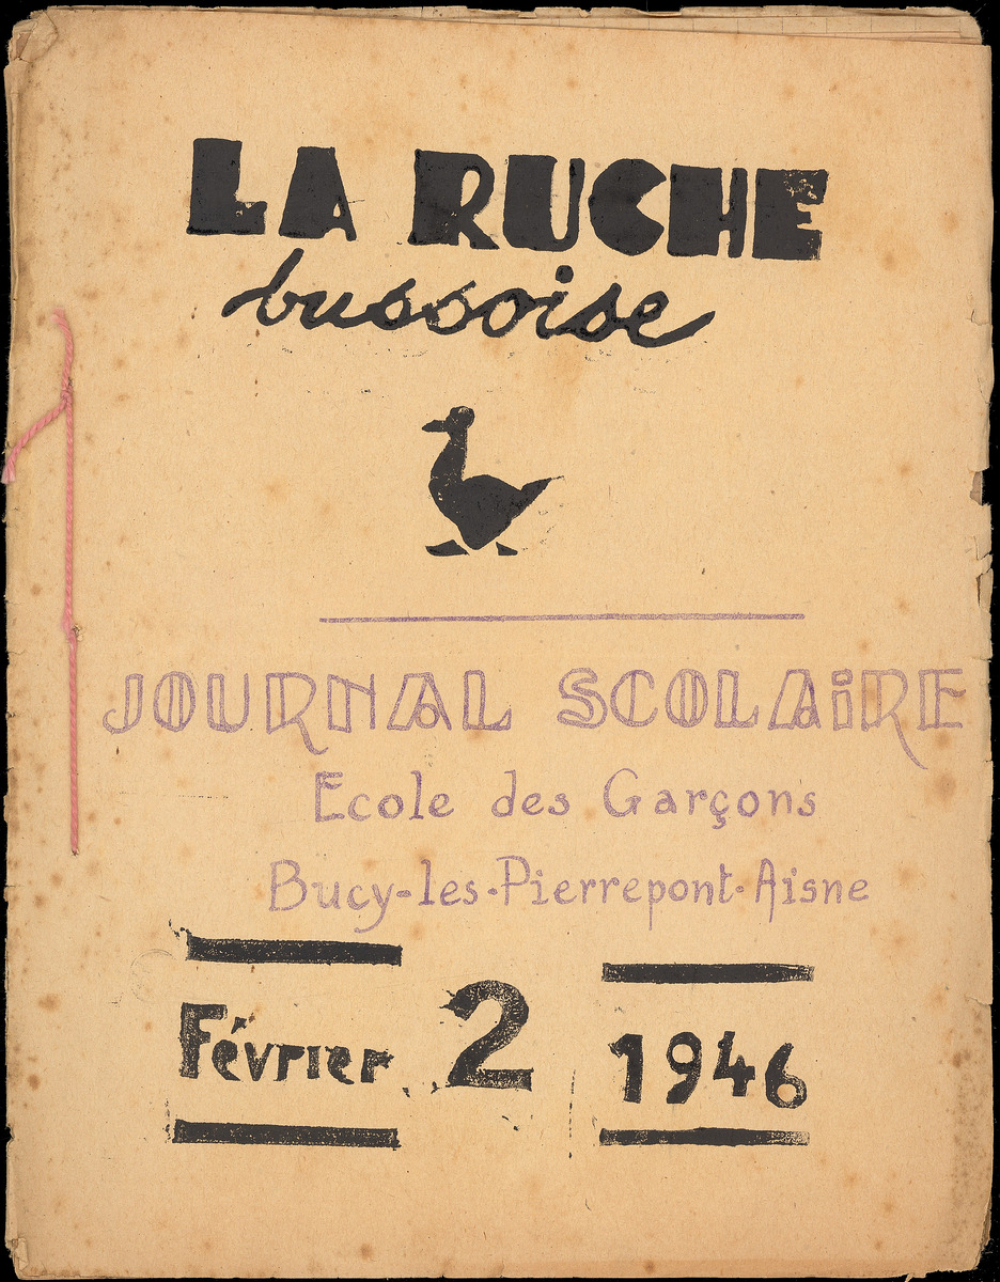 LA RUCHE
bussoise
JOURNAL SCOLAiRE
Ecole des Garçons
Bucy-les-Pierrepont-Aisne
Février 2 1946